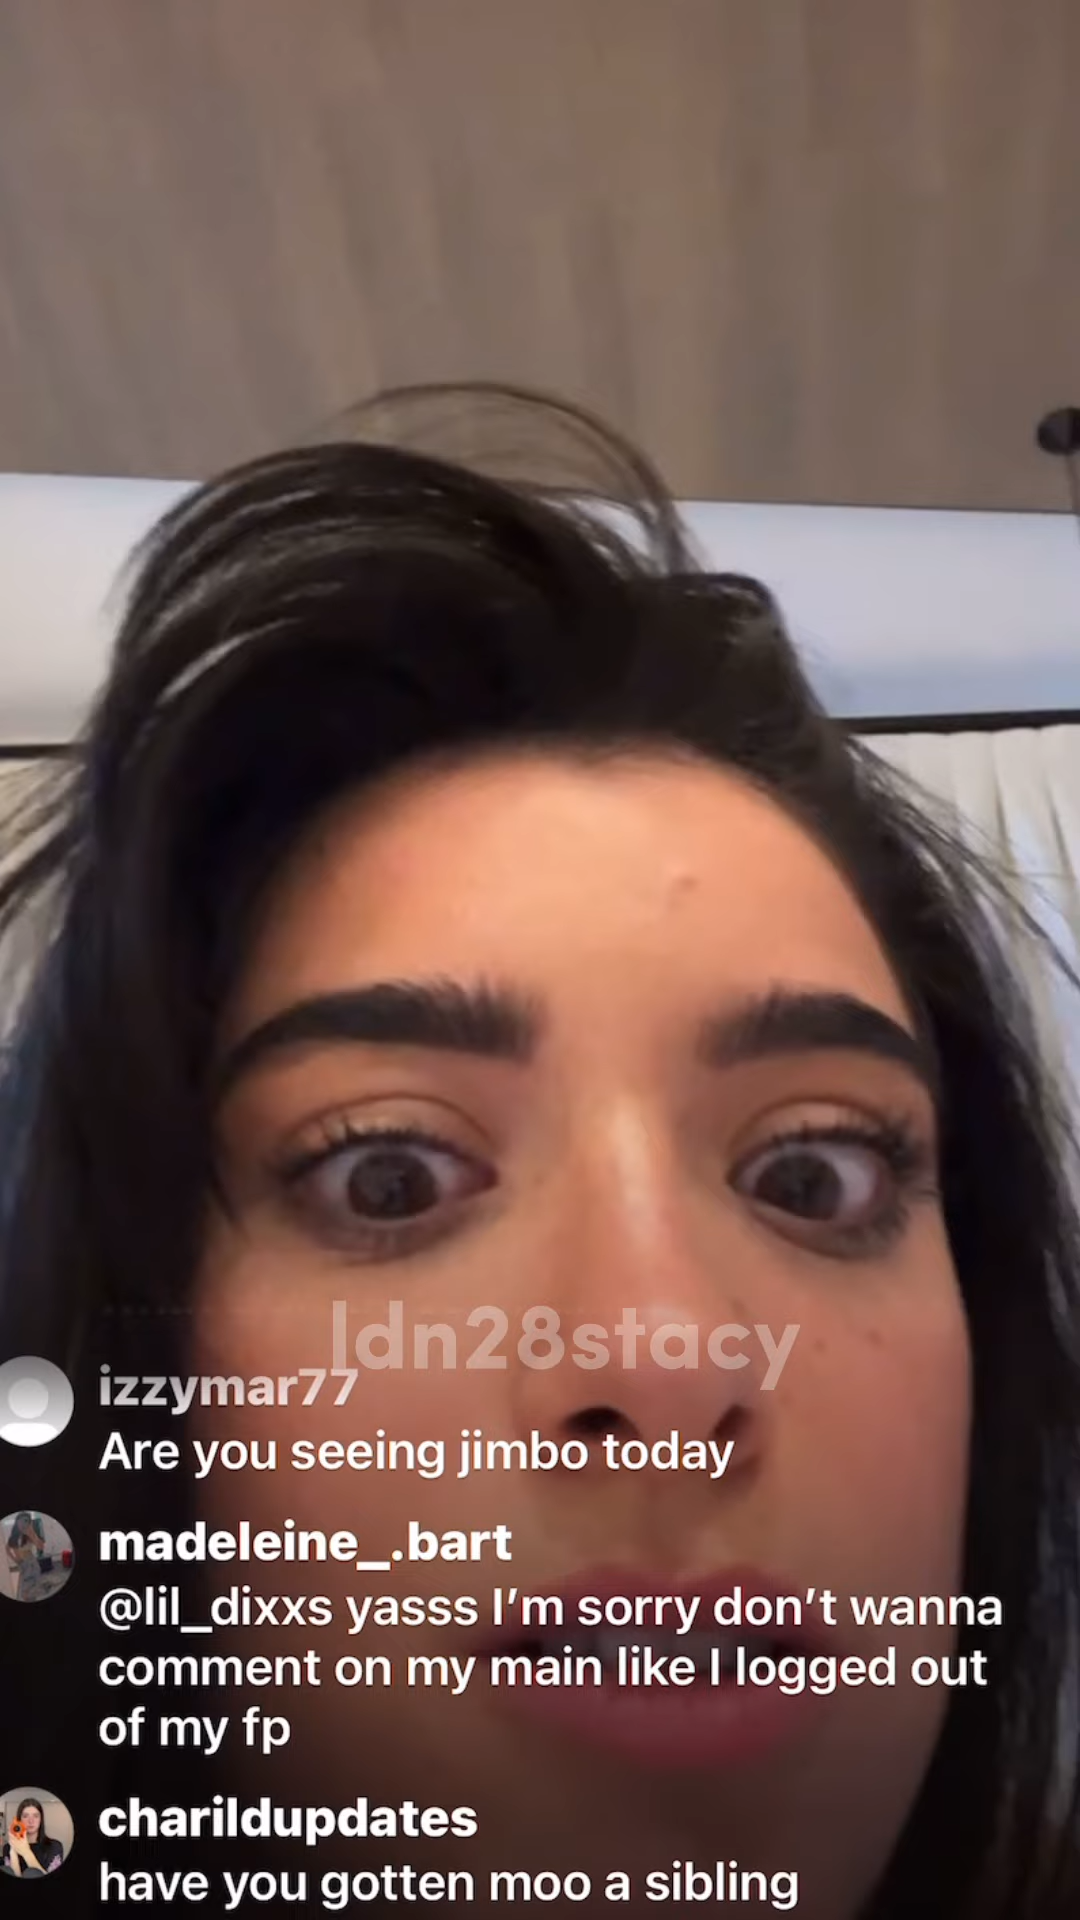 ldn28stacy
izzymar77
Are you seeing jimbo today
madeleine_.bart
@lil_dixxs yasss I’m sorry don’t wanna
comment on my main like I logged out
of my fp
charildupdates
have you gotten moo a sibling